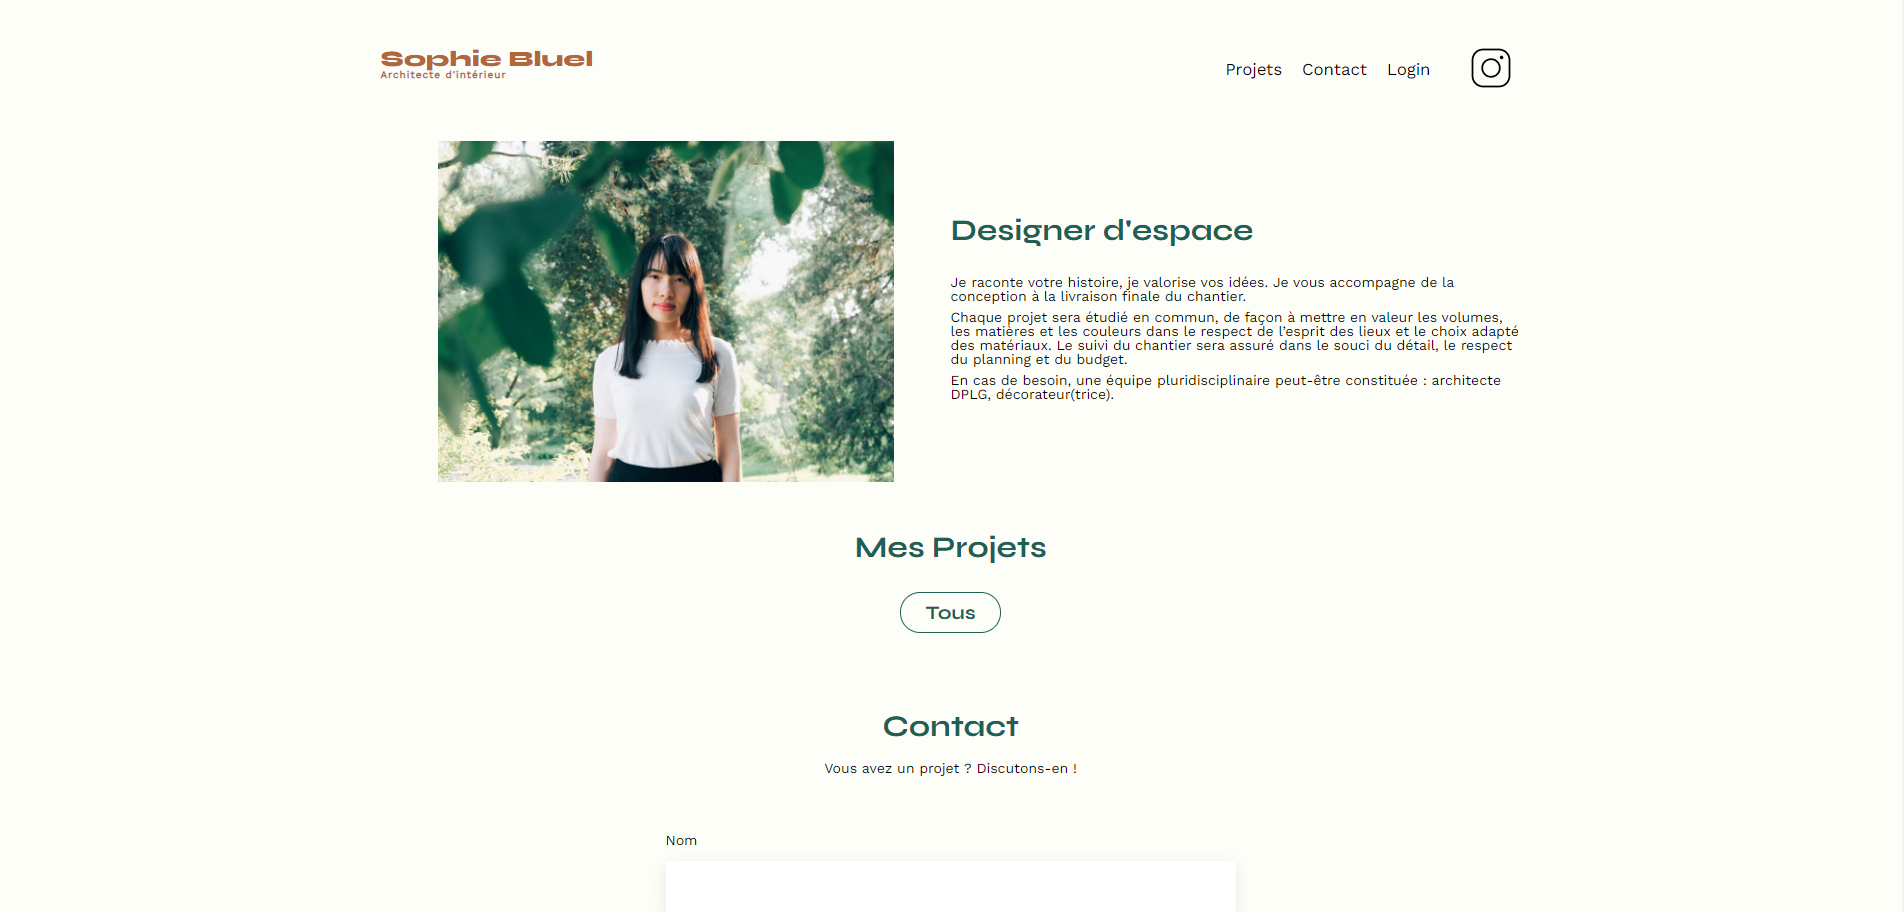 Sophie Bluel
Architecte d'intérieur
Projets
Contact
Login
Designer d'espace
Je raconte votre histoire, je valorise vos idées. Je vous accompagne de la
conception à la livraison finale du chantier.
Chaque projet sera étudié en commun, de façon à mettre en valeur les volumes,
les matières et les couleurs dans le respect de l’esprit des lieux et le choix adapté
des matériaux. Le suivi du chantier sera assuré dans le souci du détail, le respect
du planning et du budget.
En cas de besoin, une équipe pluridisciplinaire peut-être constituée : architecte
DPLG, décorateur(trice).
Mes Projets
Tous
Contact
Vous avez un projet ? Discutons-en !
Nom